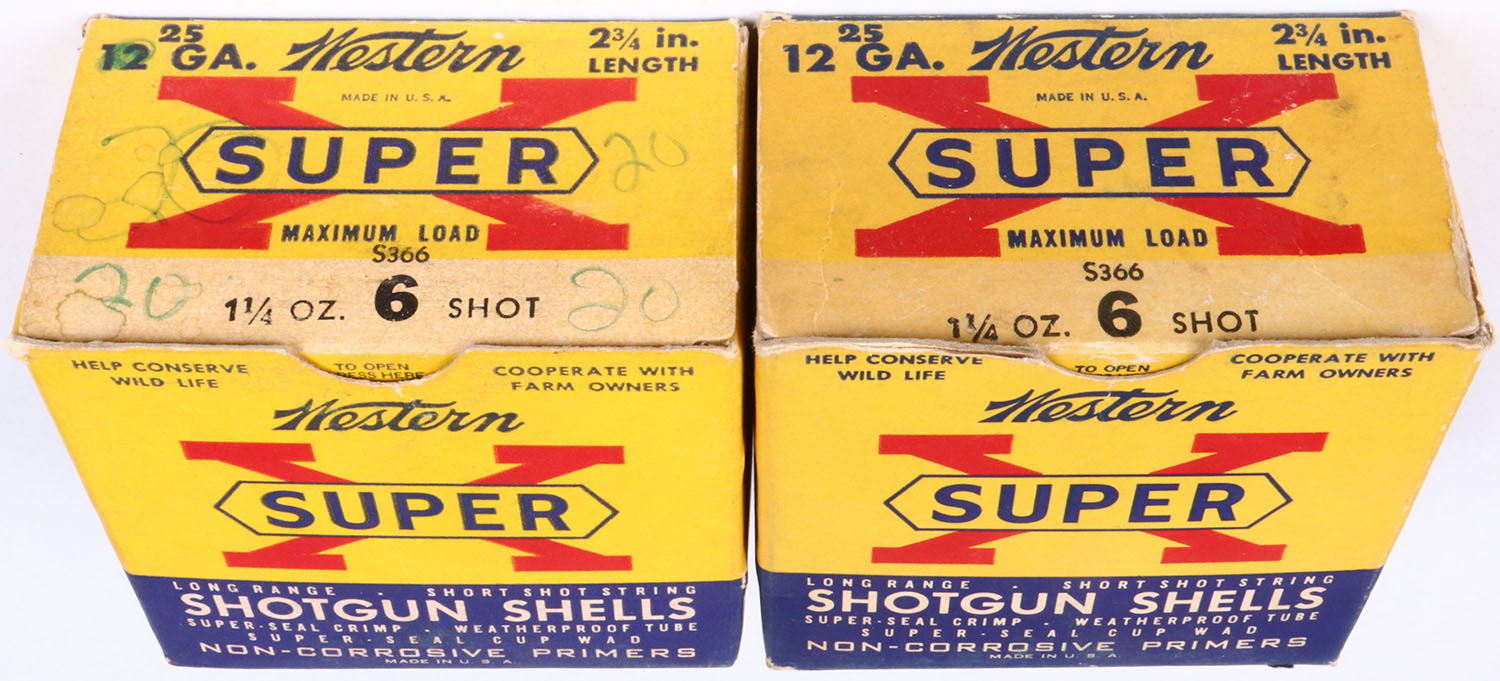 25
12 GA. Western 2¾ in.
LENGTH
MADE IN U.S.A.
SUPER X
MAXIMUM LOAD
S366
1¼ OZ. 6 SHOT
20
20
20
HELP CONSERVE
WILD LIFE
TO OPEN
PRESS HERE
COOPERATE WITH
FARM OWNERS
Western
SUPER X
LONG RANGE - SHORT SHOT STRING
SHOTGUN SHELLS
SUPER-SEAL CRIMP - WEATHERPROOF TUBE
SUPER-SEAL CUP WAD
NON-CORROSIVE PRIMERS
MADE IN U.S.A.
25
12 GA. Western 2¾ in.
LENGTH
MADE IN U.S.A.
SUPER X
MAXIMUM LOAD
S366
1¼ OZ. 6 SHOT
HELP CONSERVE
WILD LIFE
TO OPEN
COOPERATE WITH
FARM OWNERS
Western
SUPER X
LONG RANGE - SHORT SHOT STRING
SHOTGUN SHELLS
SUPER-SEAL CRIMP - WEATHERPROOF TUBE
SUPER-SEAL CUP WAD
NON-CORROSIVE PRIMERS
MADE IN U.S.A.